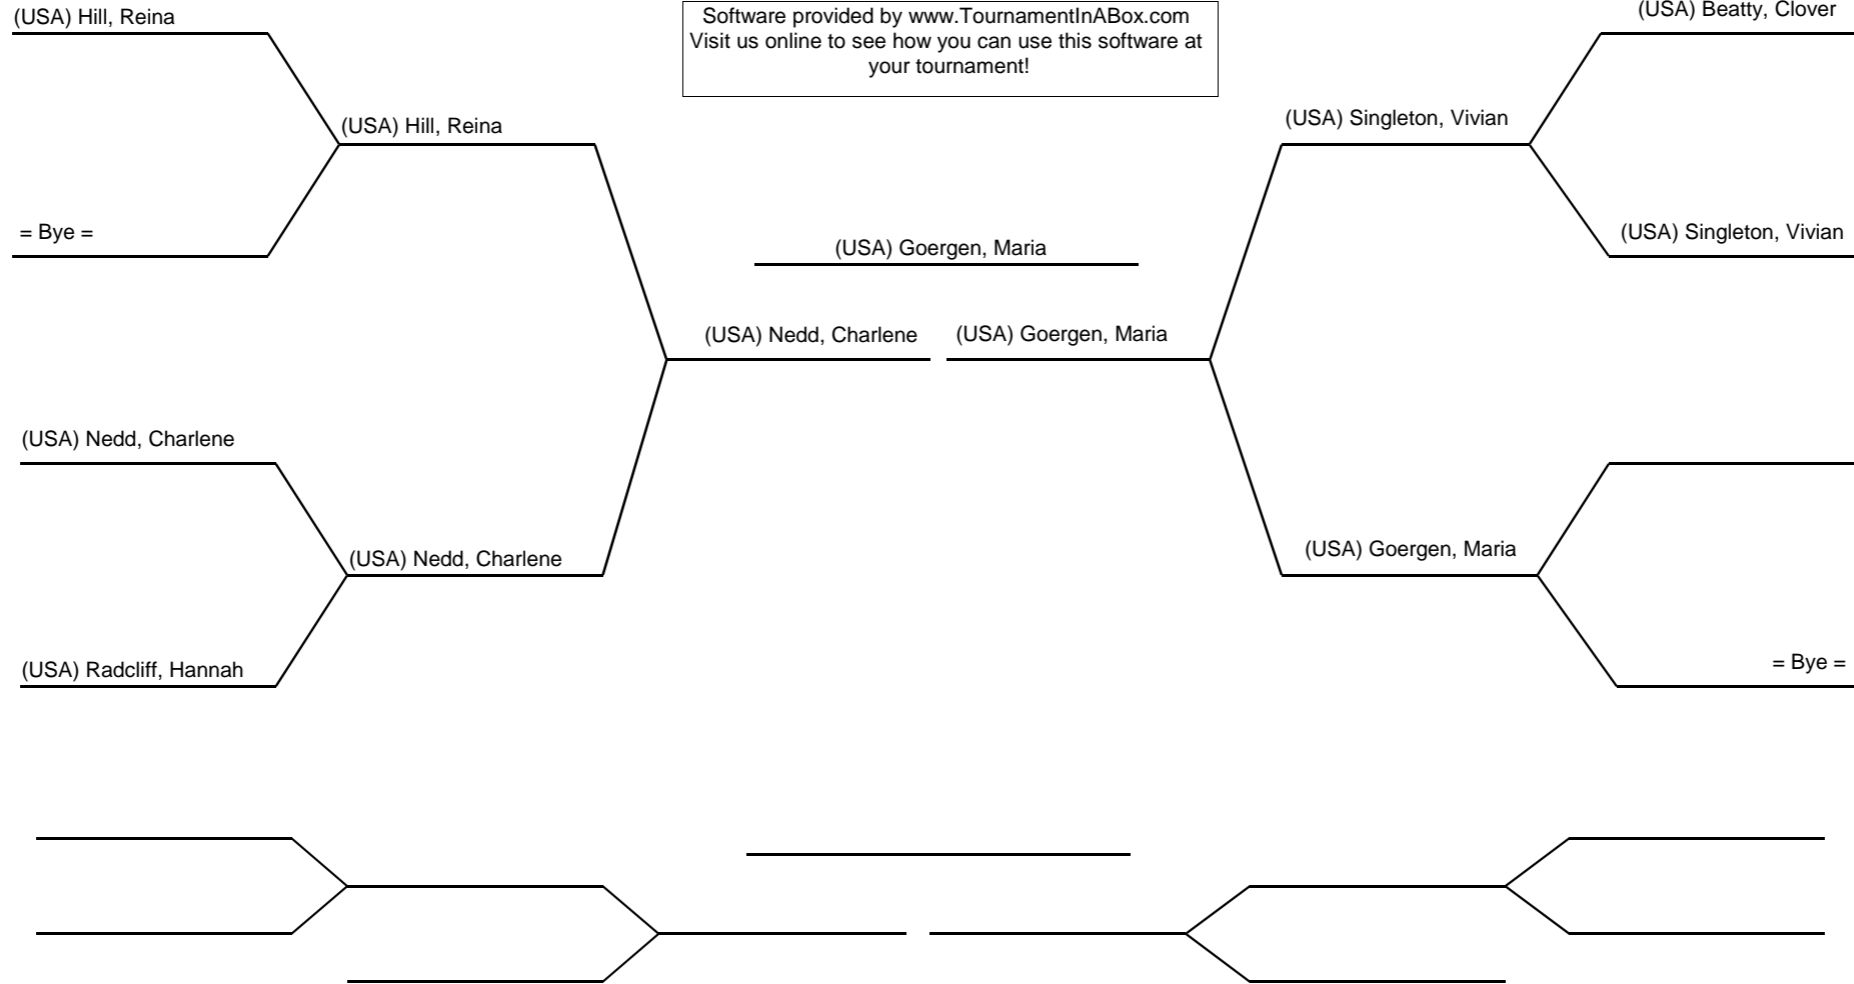 (USA) Hill, Reina
Software provided by www.TournamentInABox.com
Visit us online to see how you can use this software at
your tournament!
(USA) Beatty, Clover
(USA) Hill, Reina
(USA) Singleton, Vivian
= Bye =
(USA) Goergen, Maria
(USA) Singleton, Vivian
(USA) Nedd, Charlene
(USA) Goergen, Maria
(USA) Nedd, Charlene
(USA) Nedd, Charlene
(USA) Goergen, Maria
(USA) Radcliff, Hannah
= Bye =